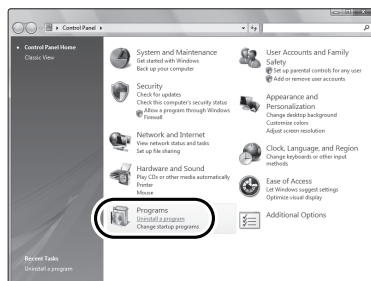 Control Panel
Control Panel Home
Classic View
System and Maintenance
Get started with Windows
Back up your computer
Security
Check for updates
Check this computer's security status
Allow a program through Windows
Firewall
Network and Internet
View network status and tasks
Set up file sharing
Hardware and Sound
Play CDs or other media automatically
Printer
Mouse
Programs
Uninstall a program
Change startup programs
User Accounts and Family
Safety
Set up parental controls for any user
Add or remove user accounts
Appearance and
Personalization
Change desktop background
Customise colors
Adjust screen resolution
Clock, Language, and Region
Change keyboards or other input
methods
Ease of Access
Let Windows suggest settings
Optimize visual display
Additional Options
Recent Tasks
Uninstall a program